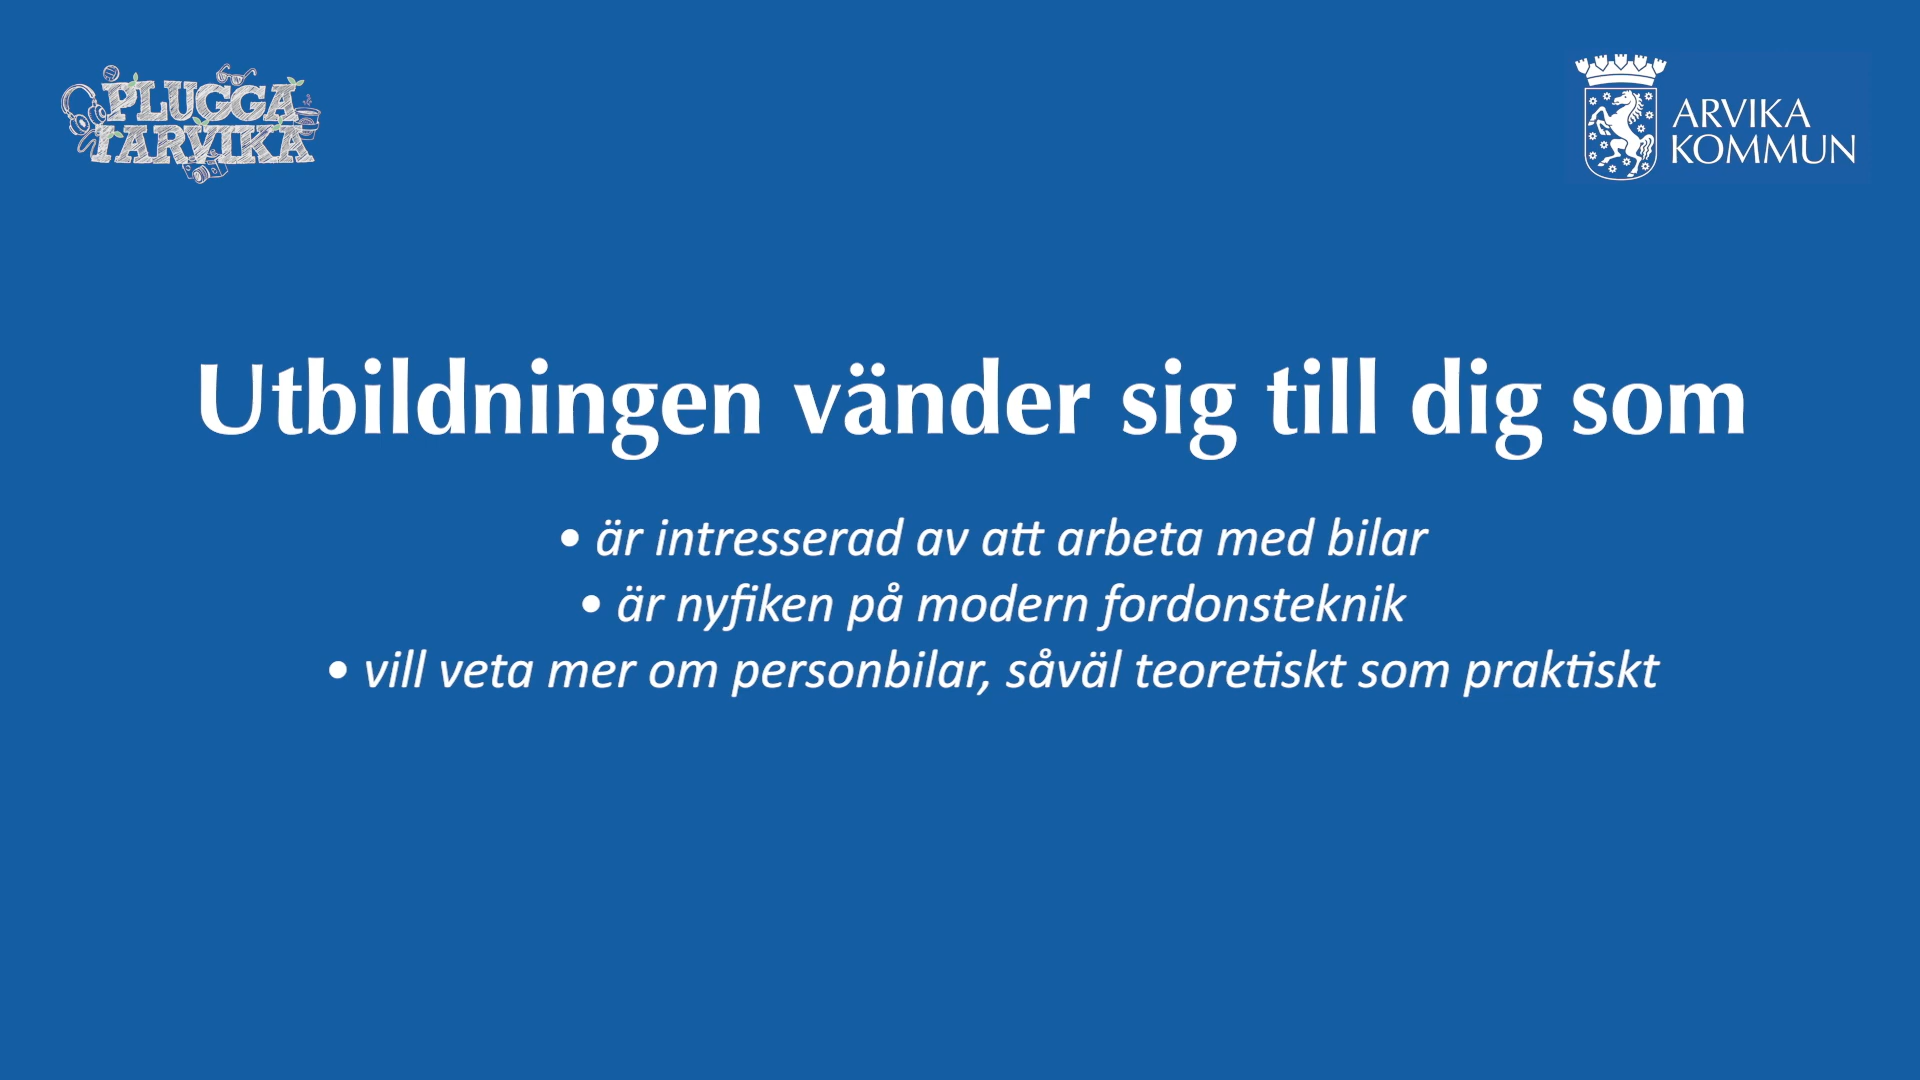 PLUGGA
I ARVIKA
ARVIKA
KOMMUN
Utbildningen vänder sig till dig som
• är intresserad av att arbeta med bilar
• är nyfiken på modern fordonsteknik
• vill veta mer om personbilar, såväl teoretiskt som praktiskt